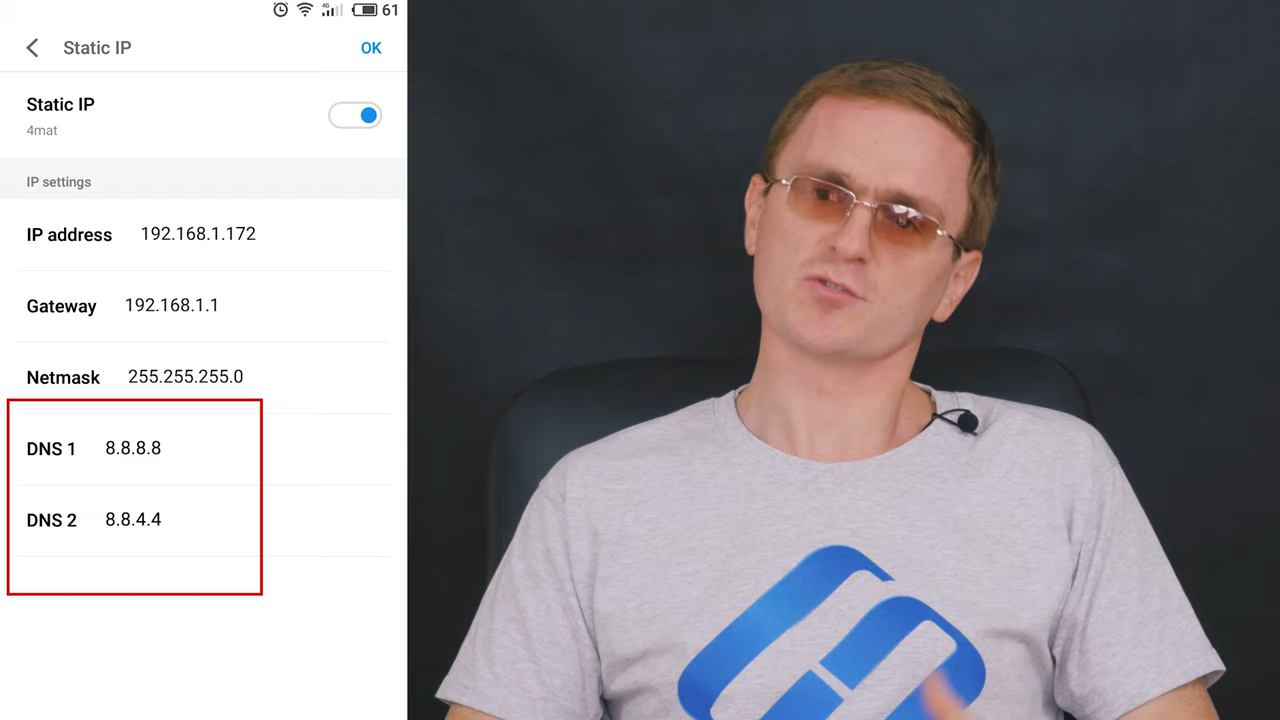 4G 61
Static IP OK
Static IP
4mat
IP settings
IP address 192.168.1.172
Gateway 192.168.1.1
Netmask 255.255.255.0
DNS 1 8.8.8.8
DNS 2 8.8.4.4